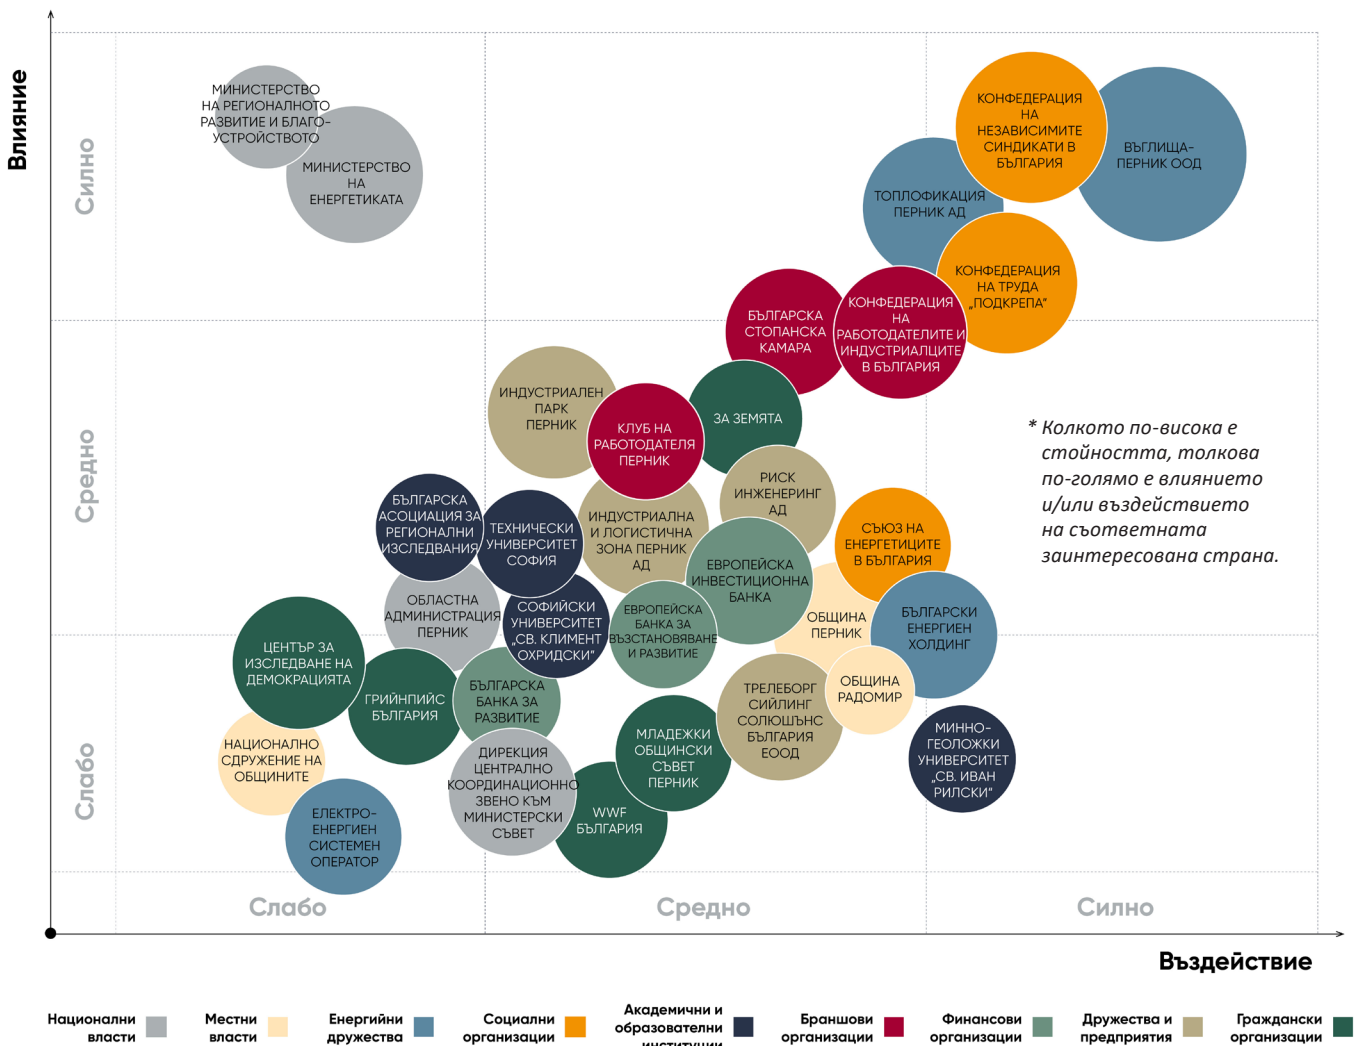 Влияние
Силно
Средно
Слабо
МИНИСТЕРСТВО
НА РЕГИОНАЛНОТО
РАЗВИТИЕ И БЛАГО-
УСТРОЙСТВОТО
МИНИСТЕРСТВО
НА
ЕНЕРГЕТИКАТА
КОНФЕДЕРАЦИЯ
НА
НЕЗАВИСИМИТЕ
СИНДИКАТИ В
БЪЛГАРИЯ
ВЪГЛИЩА-
ПЕРНИК ООД
ТОПЛОФИКАЦИЯ
ПЕРНИК АД
КОНФЕДЕРАЦИЯ
НА ТРУДА
„ПОДКРЕПА“
БЪЛГАРСКА
СТОПАНСКА
КАМАРА
КОНФЕДЕРАЦИЯ
НА
РАБОТОДАТЕЛИТЕ И
ИНДУСТРИАЛЦИТЕ
В БЪЛГАРИЯ
ИНДУСТРИАЛЕН
ПАРК
ПЕРНИК
КЛУБ НА
РАБОТОДАТЕЛЯ
ПЕРНИК
ЗА ЗЕМЯТА
* Колкото по-висока е
стойността, толкова
по-голямо е влиянието
и/или въздействието
на съответната
заинтересована страна.
РИСК
ИНЖЕНЕРИНГ
АД
БЪЛГАРСКА
АСОЦИАЦИЯ ЗА
РЕГИОНАЛНИ
ИЗСЛЕДВАНИЯ
ТЕХНИЧЕСКИ
УНИВЕРСИТЕТ
СОФИЯ
ИНДУСТРИАЛНА
И ЛОГИСТИЧНА
ЗОНА ПЕРНИК
АД
СЪЮЗ НА
ЕНЕРГЕТИЦИТЕ
В БЪЛГАРИЯ
ЕВРОПЕЙСКА
ИНВЕСТИЦИОННА
БАНКА
ОБЛАСТНА
АДМИНИСТРАЦИЯ
ПЕРНИК
СОФИЙСКИ
УНИВЕРСИТЕТ
„СВ. КЛИМЕНТ
ОХРИДСКИ“
ЕВРОПЕЙСКА
БАНКА ЗА
ВЪЗСТАНОВЯВАНЕ
И РАЗВИТИЕ
ОБЩИНА
ПЕРНИК
БЪЛГАРСКИ
ЕНЕРГИЕН
ХОЛДИНГ
ЦЕНТЪР ЗА
ИЗСЛЕДВАНЕ НА
ДЕМОКРАЦИЯТА
ГРИЙНПИЙС
БЪЛГАРИЯ
БЪЛГАРСКА
БАНКА ЗА
РАЗВИТИЕ
ТРЕЛЕБОРГ
СИЙЛИНГ
СОЛЮШЪНС
БЪЛГАРИЯ
ЕООД
ОБЩИНА
РАДОМИР
НАЦИОНАЛНО
СДРУЖЕНИЕ НА
ОБЩИНИТЕ
ДИРЕКЦИЯ
ЦЕНТРАЛНО
КООРДИНАЦИОННО
ЗВЕНО КЪМ
МИНИСТЕРСКИ
СЪВЕТ
МЛАДЕЖКИ
ОБЩИНСКИ
СЪВЕТ
ПЕРНИК
МИННО-
ГЕОЛОЖКИ
УНИВЕРСИТЕТ
„СВ. ИВАН
РИЛСКИ“
ЕЛЕКТРО-
ЕНЕРГИЕН
СИСТЕМЕН
ОПЕРАТОР
WWF
БЪЛГАРИЯ
Слабо
Средно
Силно
Въздействие
Национални
власти
Местни
власти
Енергийни
дружества
Социални
организации
Академични и
образователни
институции
Браншови
организации
Финансови
организации
Дружества и
предприятия
Граждански
организации